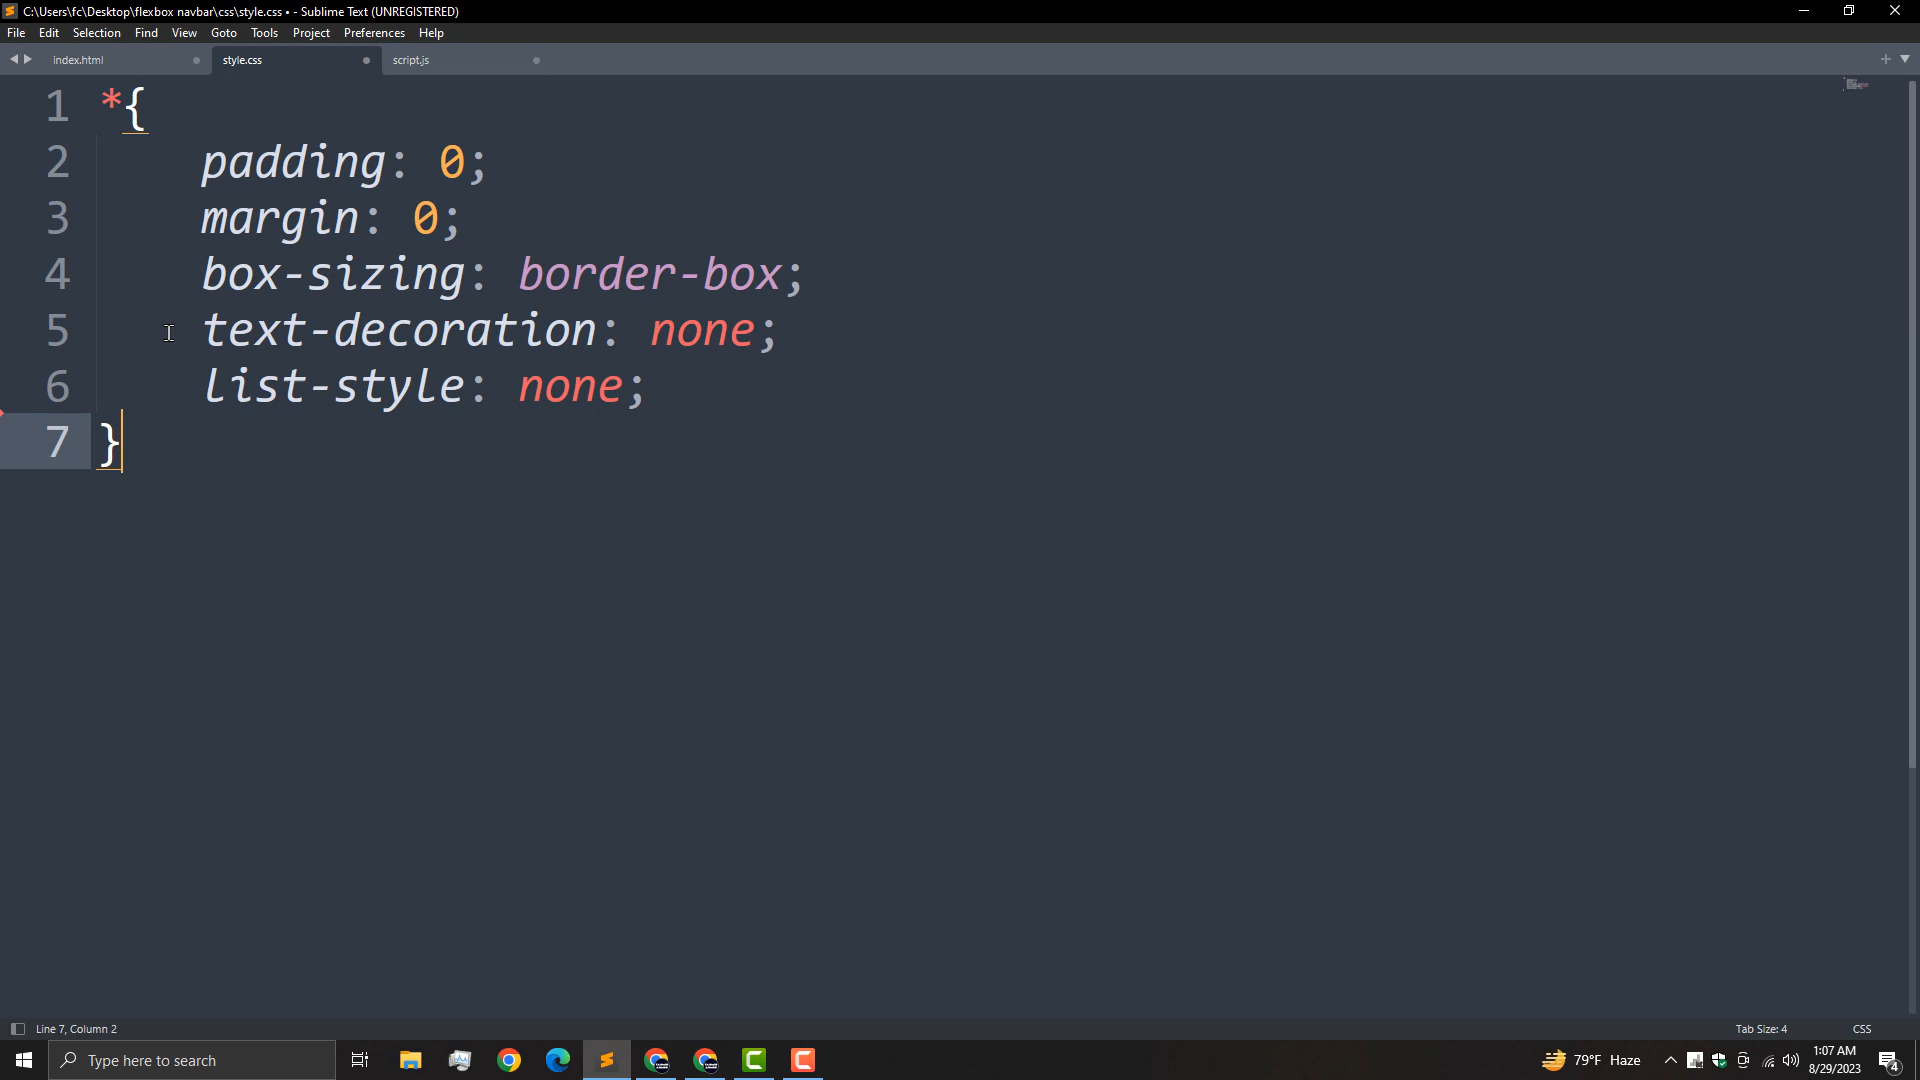 C:\Users\fc\Desktop\flexbox navbar\css\style.css • - Sublime Text (UNREGISTERED)
File Edit Selection Find View Goto Tools Project Preferences Help
index.html style.css script.js
1 *{
2 padding: 0;
3 margin: 0;
4 box-sizing: border-box;
5 text-decoration: none;
6 list-style: none;
7 }
Line 7, Column 2 Tab Size: 4 CSS
Type here to search 79°F Haze 1:07 AM
8/29/2023 4